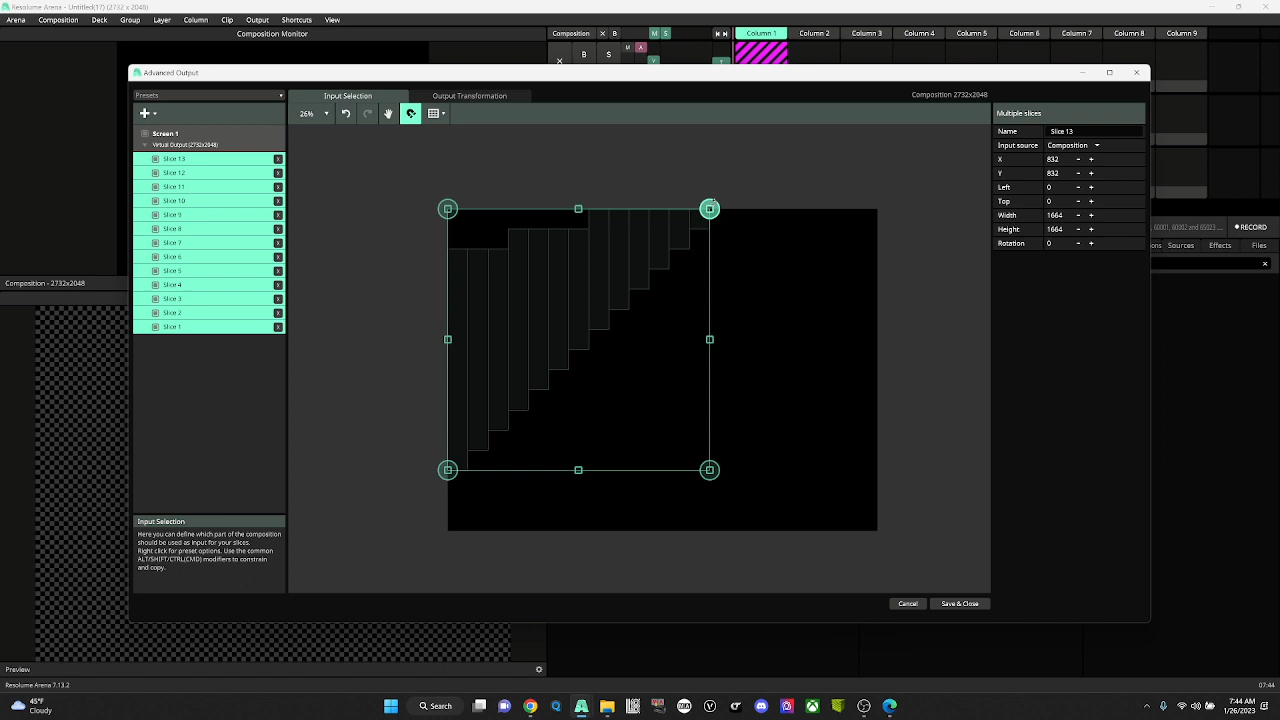 Resolume Arena - Untitled(17) (2732 x 2048)
Arena Composition Deck Group Layer Column Clip Output Shortcuts View
Composition Monitor
Composition X B M S Column 1 Column 2 Column 3 Column 4 Column 5 Column 6 Column 7 Column 8 Column 9
B S M A V T
Advanced Output
Presets
Input Selection Output Transformation
Composition 2732x2048
26%
Screen 1
Virtual Output (2732x2048)
Slice 13 X
Slice 12 X
Slice 11 X
Slice 10 X
Slice 9 X
Slice 8 X
Slice 7 X
Slice 6 X
Slice 5 X
Slice 4 X
Slice 3 X
Slice 2 X
Slice 1 X
Multiple slices
Name Slice 13
Input source Composition
X 832 - +
Y 832 - +
Left 0 - +
Top 0 - +
Width 1664 - +
Height 1664 - +
Rotation 0 - +
RECORD
Sources Effects Files
Composition - 2732x2048
Input Selection
Here you can define which part of the composition
should be used as input for your slices.
Right click for preset options. Use the common
ALT/SHIFT/CTRL(CMD) modifiers to constrain
and copy.
Cancel Save & Close
Preview
Resolume Arena 7.13.2
07:44
45°F
Cloudy
Search
7:44 AM
1/26/2023